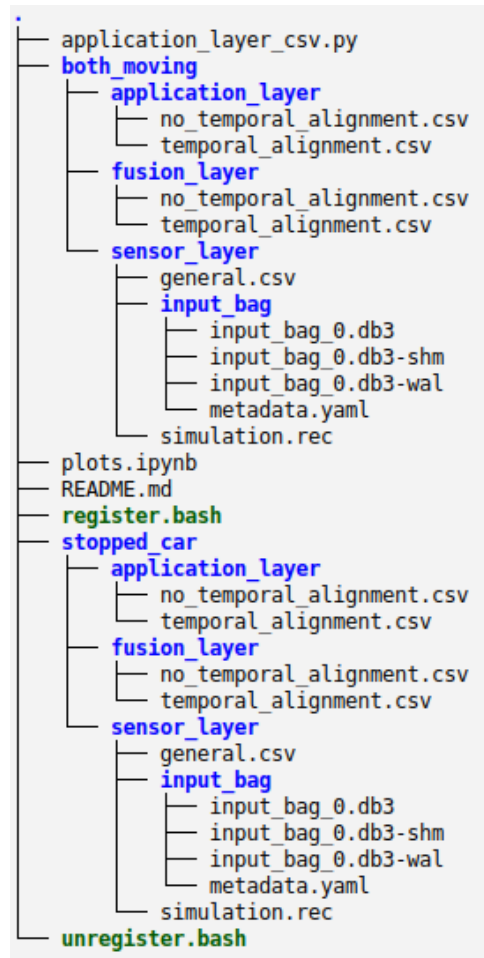 .
├── application_layer_csv.py
├── both_moving
│   ├── application_layer
│   │   ├── no_temporal_alignment.csv
│   │   └── temporal_alignment.csv
│   ├── fusion_layer
│   │   ├── no_temporal_alignment.csv
│   │   └── temporal_alignment.csv
│   └── sensor_layer
│       ├── general.csv
│       ├── input_bag
│       │   ├── input_bag_0.db3
│       │   ├── input_bag_0.db3-shm
│       │   ├── input_bag_0.db3-wal
│       │   └── metadata.yaml
│       └── simulation.rec
├── plots.ipynb
├── README.md
├── register.bash
├── stopped_car
│   ├── application_layer
│   │   ├── no_temporal_alignment.csv
│   │   └── temporal_alignment.csv
│   ├── fusion_layer
│   │   ├── no_temporal_alignment.csv
│   │   └── temporal_alignment.csv
│   └── sensor_layer
│       ├── general.csv
│       ├── input_bag
│       │   ├── input_bag_0.db3
│       │   ├── input_bag_0.db3-shm
│       │   ├── input_bag_0.db3-wal
│       │   └── metadata.yaml
│       └── simulation.rec
└── unregister.bash